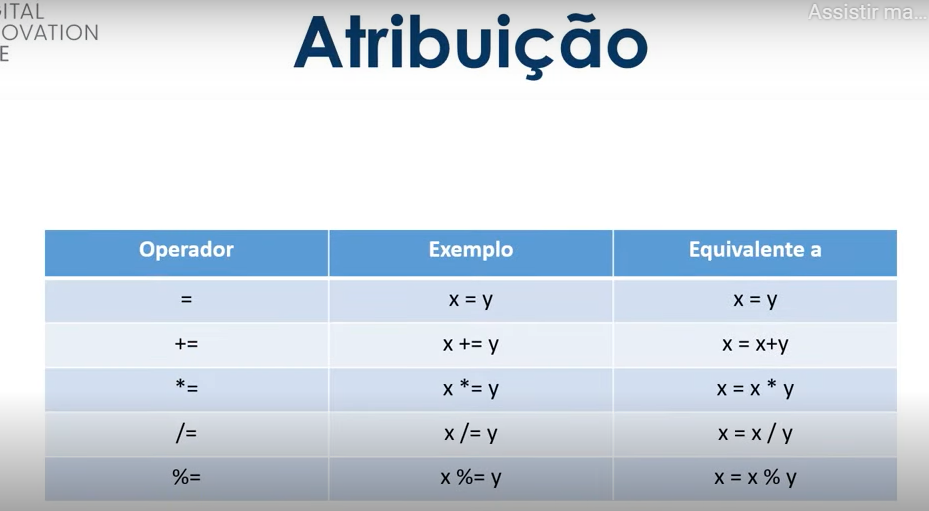 ITAL
OVATION
E
Atribuição
Assistir ma...
Operador Exemplo Equivalente a
= x = y x = y
+= x += y x = x+y
*= x *= y x = x * y
/= x /= y x = x / y
%= x %= y x = x % y